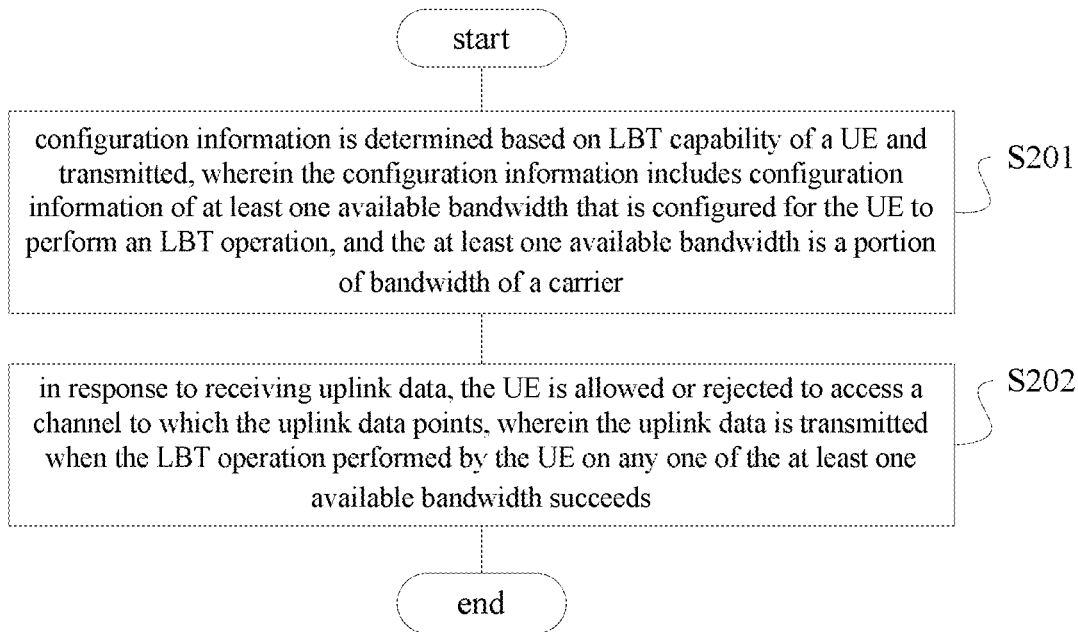 start
configuration information is determined based on LBT capability of a UE and
transmitted, wherein the configuration information includes configuration
information of at least one available bandwidth that is configured for the UE to
perform an LBT operation, and the at least one available bandwidth is a portion
of bandwidth of a carrier
S201
in response to receiving uplink data, the UE is allowed or rejected to access a
channel to which the uplink data points, wherein the uplink data is transmitted
when the LBT operation performed by the UE on any one of the at least one
available bandwidth succeeds
S202
end